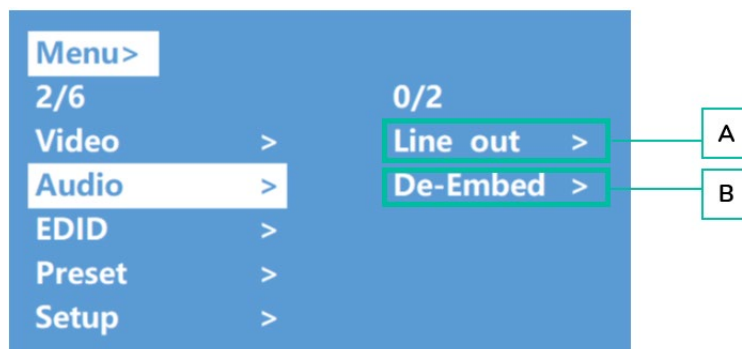 Menu>
2/6 0/2
Video > Line out > A
Audio > De-Embed > B
EDID >
Preset >
Setup >